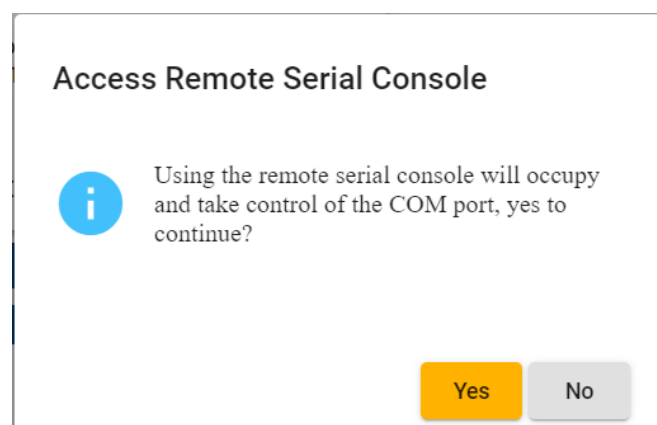 Access Remote Serial Console
Using the remote serial console will occupy
and take control of the COM port, yes to
continue?
Yes No